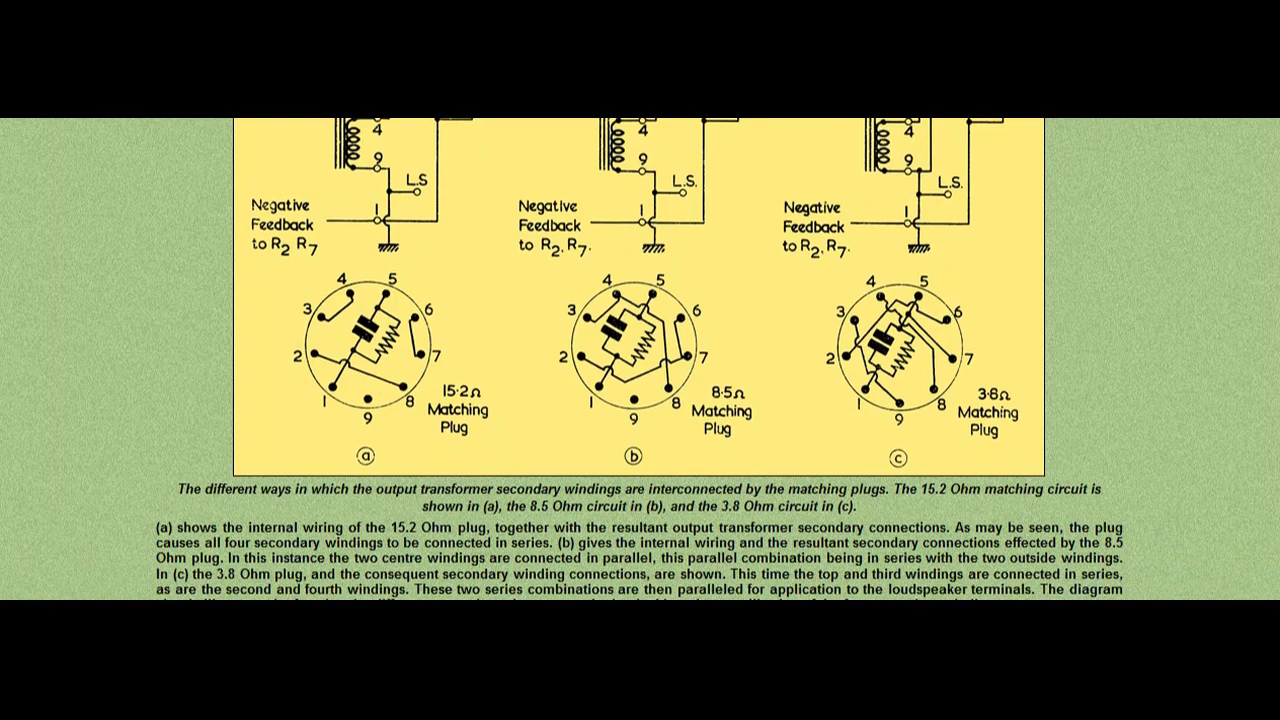 4 4 4
9 9 9
L.S L.S. L.S.
Negative 1 Negative 1 Negative 1
Feedback Feedback Feedback
to R2 R7 to R2. R7. to R2. R7.
4 5 4 5 4 5
3 6 3 6 3 6
2 7 2 7 2 7
1 8 15·2Ω 1 8 8·5Ω 1 8 3·8Ω
9 Matching 9 Matching 9 Matching
Plug Plug Plug
a b c
The different ways in which the output transformer secondary windings are interconnected by the matching plugs. The 15.2 Ohm matching circuit is
shown in (a), the 8.5 Ohm circuit in (b), and the 3.8 Ohm circuit in (c).
(a) shows the internal wiring of the 15.2 Ohm plug, together with the resultant output transformer secondary connections. As may be seen, the plug
causes all four secondary windings to be connected in series. (b) gives the internal wiring and the resultant secondary connections effected by the 8.5
Ohm plug. In this instance the two centre windings are connected in parallel, this parallel combination being in series with the two outside windings.
In (c) the 3.8 Ohm plug, and the consequent secondary winding connections, are shown. This time the top and third windings are connected in series,
as are the second and fourth windings. These two series combinations are then paralleled for application to the loudspeaker terminals. The diagram